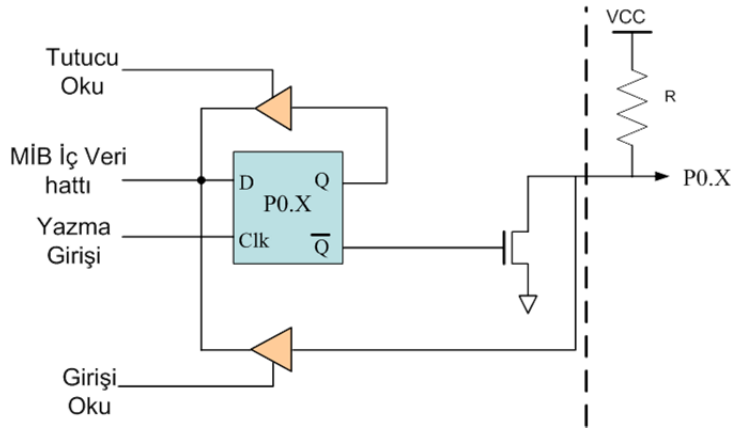 VCC
Tutucu
Oku
R
MİB İç Veri
hattı
D
Q
P0.X
P0.X
Yazma
Girişi
Clk
Q
Girişi
Oku